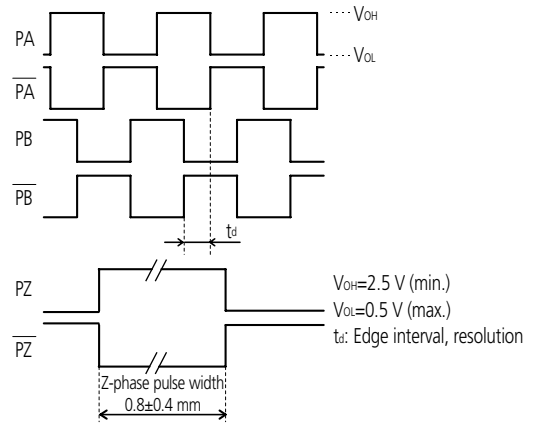 PA
VOH
VOL
PA
PB
PB
td
PZ
PZ
VOH=2.5 V (min.)
VOL=0.5 V (max.)
td: Edge interval, resolution
Z-phase pulse width
0.8±0.4 mm